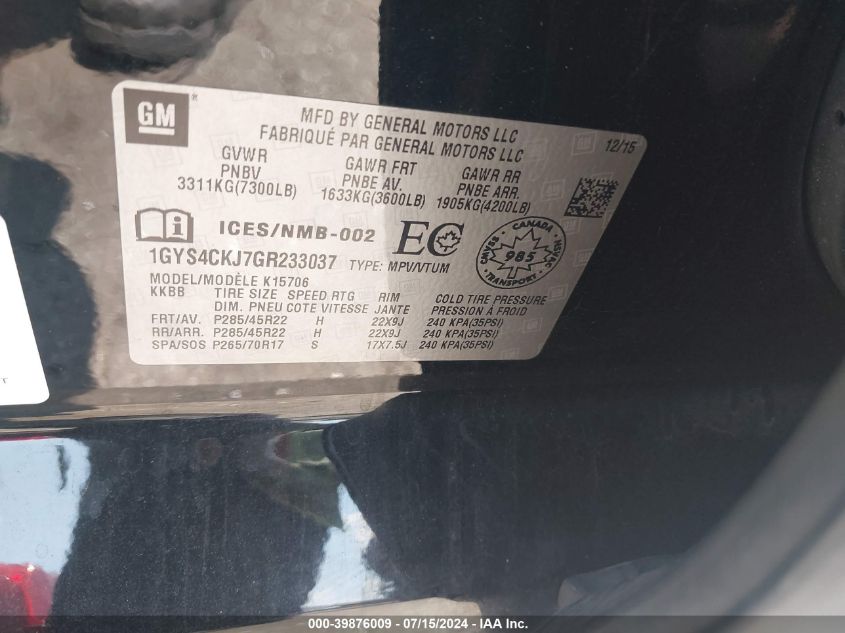 GM ®
MFD BY GENERAL MOTORS LLC
FABRIQUÉ PAR GENERAL MOTORS LLC
12/15
GVWR GAWR FRT GAWR RR
PNBV PNBE AV. PNBE ARR.
3311KG(7300LB) 1633KG(3600LB) 1905KG(4200LB)
ICES/NMB-002 EC
CANADA 985 TRANSPORT
1GYS4CKJ7GR233037 TYPE: MPV/VTUM
MODEL/MODÈLE K15706
KKBB TIRE SIZE SPEED RTG RIM COLD TIRE PRESSURE
DIM. PNEU COTE VITESSE JANTE PRESSION À FROID
FRT/AV. P285/45R22 H 22X9J 240 KPA(35PSI)
RR/ARR. P285/45R22 H 22X9J 240 KPA(35PSI)
SPA/SOS P265/70R17 S 17X7.5J 240 KPA(35PSI)
000-39876009 - 07/15/2024 - IAAI Inc.